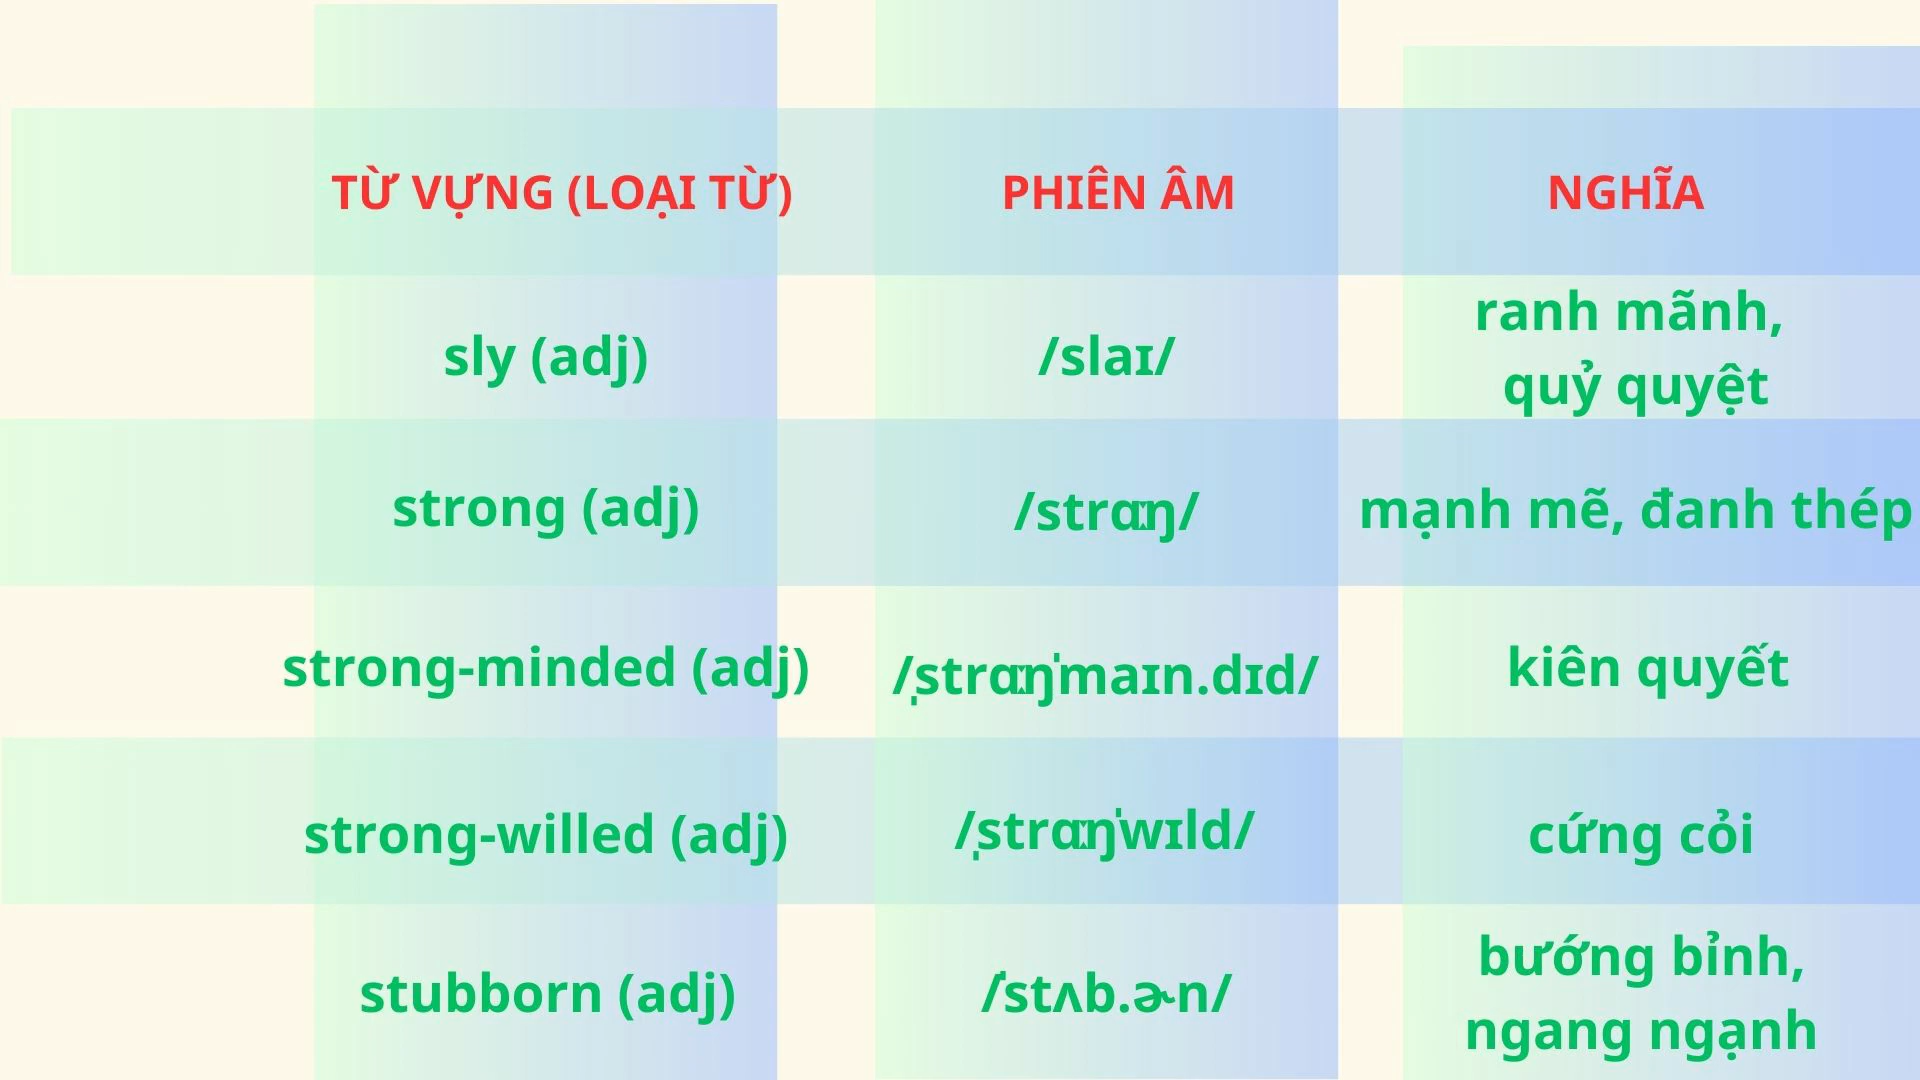 TỪ VỰNG (LOẠI TỪ) PHIÊN ÂM NGHĨA
sly (adj) /slaɪ/ ranh mãnh,
quỷ quyệt
strong (adj) /strɑːŋ/ mạnh mẽ, đanh thép
strong-minded (adj) /ˌstrɑːŋˈmaɪn.dɪd/ kiên quyết
strong-willed (adj) /ˌstrɑːŋˈwɪld/ cứng cỏi
stubborn (adj) /ˈstʌb.ɚn/ bướng bỉnh,
ngang ngạnh